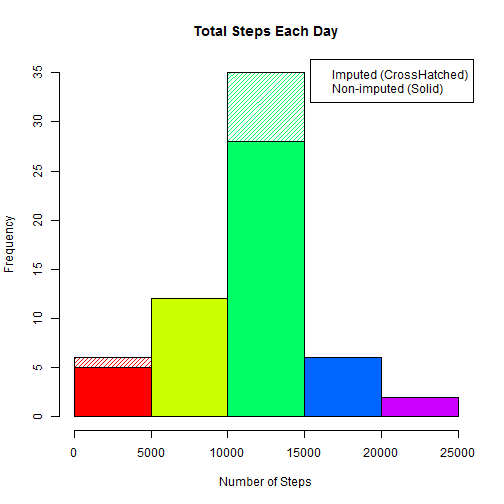 Total Steps Each Day
Imputed (CrossHatched)
Non-imputed (Solid)
Frequency
35
30
25
20
15
10
5
0
0 5000 10000 15000 20000 25000
Number of Steps